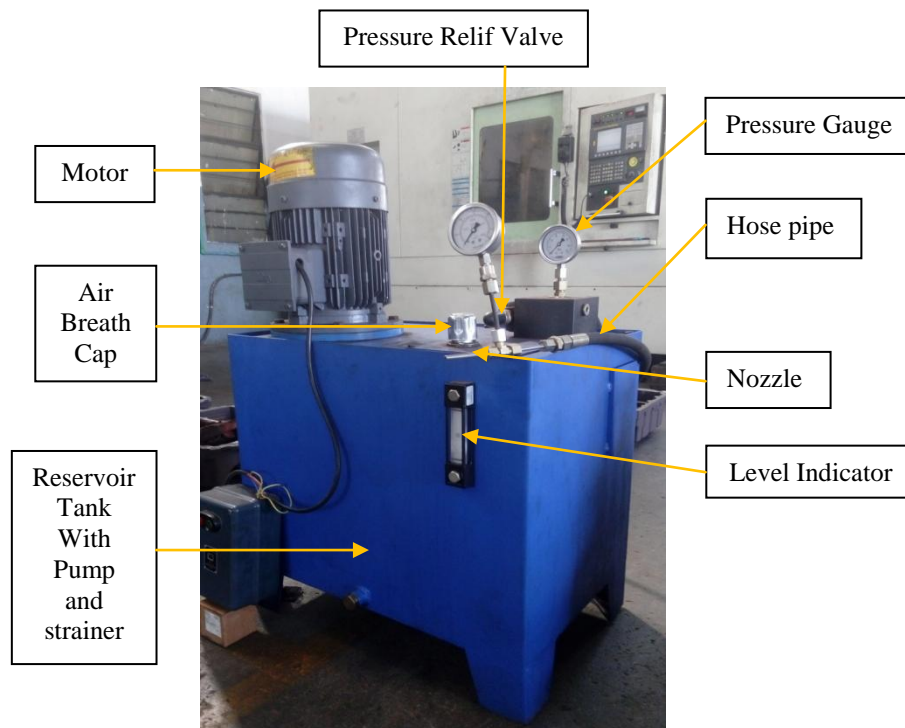 Pressure Relif Valve
Motor
Pressure Gauge
Hose pipe
Air
Breath
Cap
Nozzle
Reservoir
Tank
With
Pump
and
strainer
Level Indicator